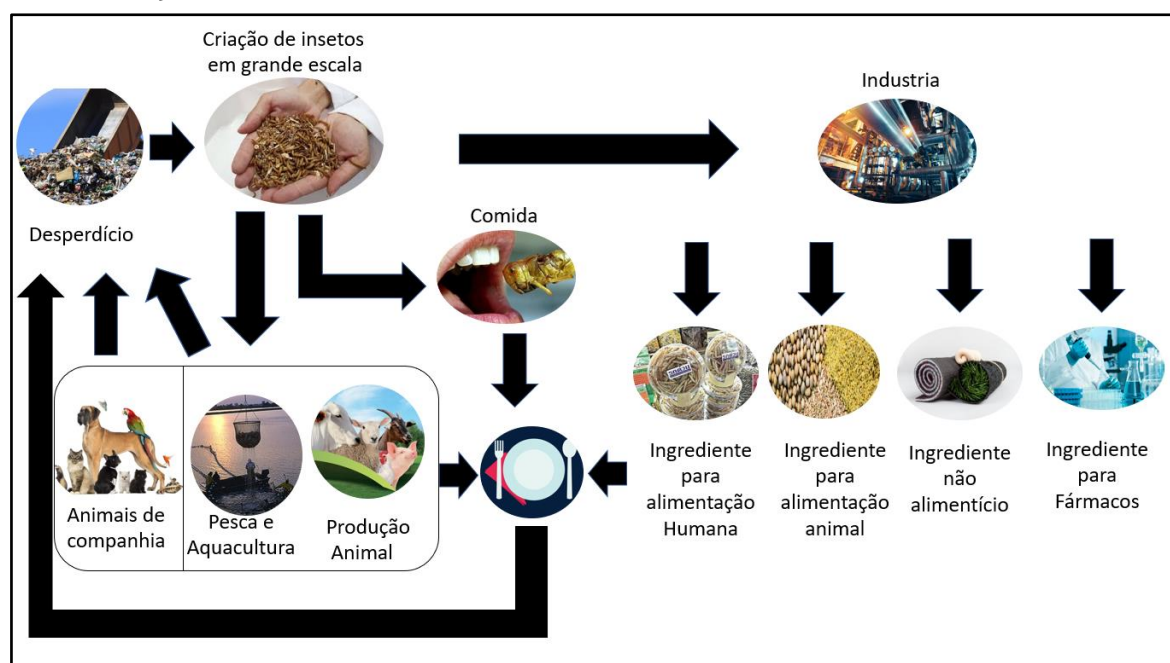 Criação de insetos
em grande escala
Industria
Desperdício
Comida
Animais de
companhia
Pesca e
Aquacultura
Produção
Animal
Ingrediente
para
alimentação
Humana
Ingrediente
para
alimentação
animal
Ingrediente
não
alimentício
Ingrediente
para
Fármacos